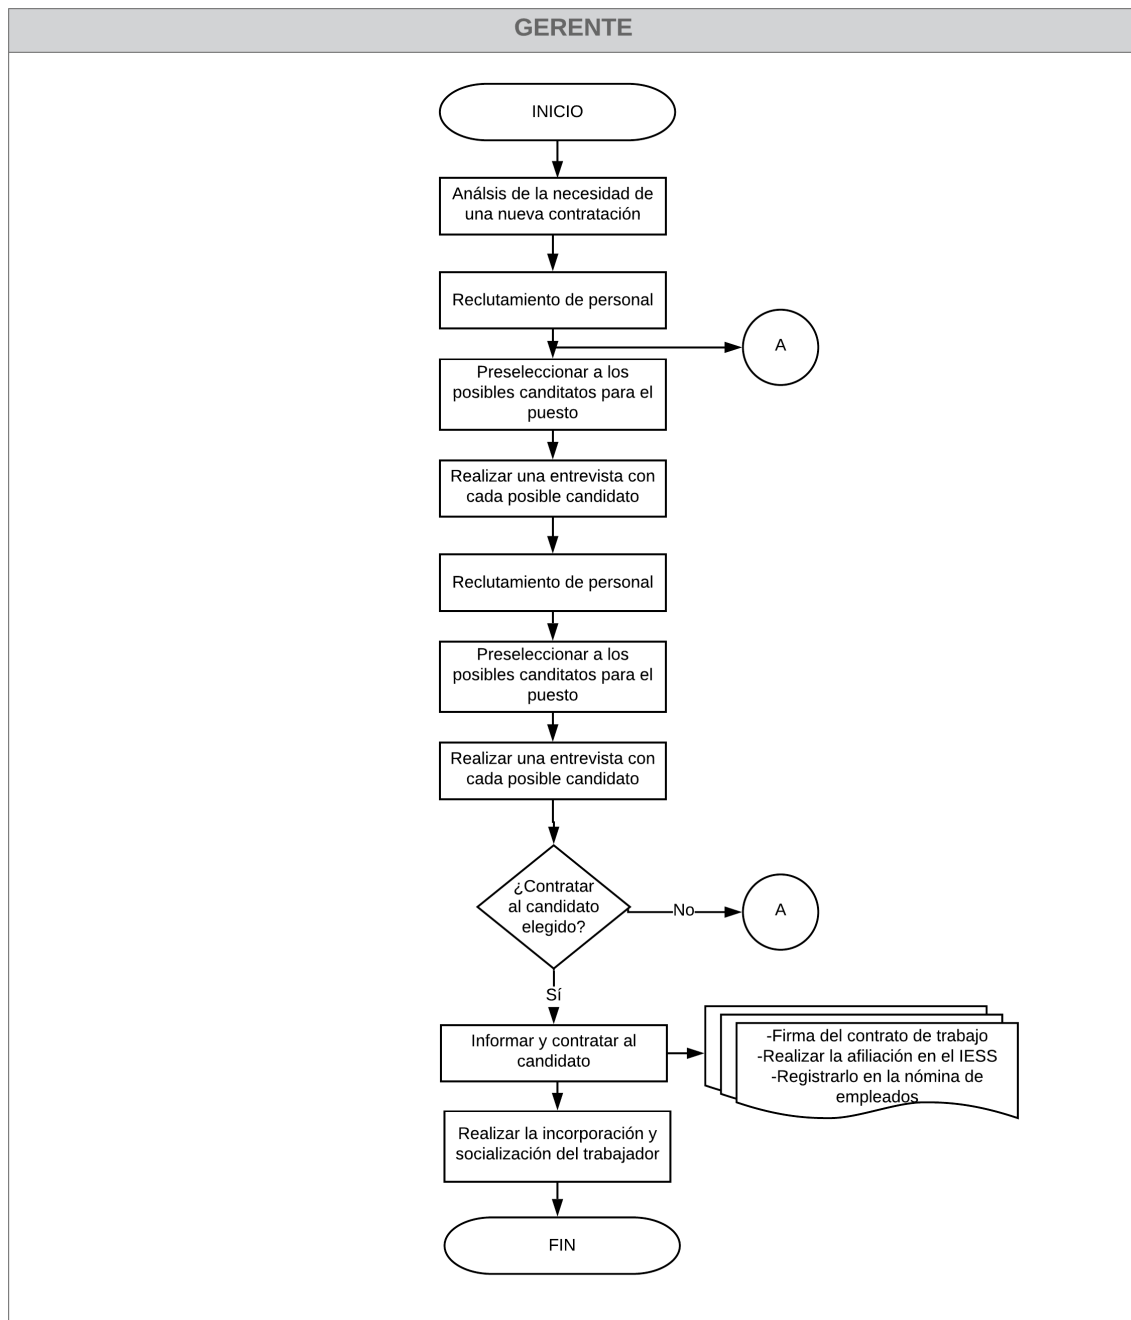 GERENTE
INICIO
Análsis de la necesidad de
una nueva contratación
Reclutamiento de personal
A
Preseleccionar a los
posibles canditatos para el
puesto
Realizar una entrevista con
cada posible candidato
Reclutamiento de personal
Preseleccionar a los
posibles canditatos para el
puesto
Realizar una entrevista con
cada posible candidato
¿Contratar
al candidato
elegido?
No
A
Sí
Informar y contratar al
candidato
-Firma del contrato de trabajo
-Realizar la afiliación en el IESS
-Registrarlo en la nómina de
empleados
Realizar la incorporación y
socialización del trabajador
FIN